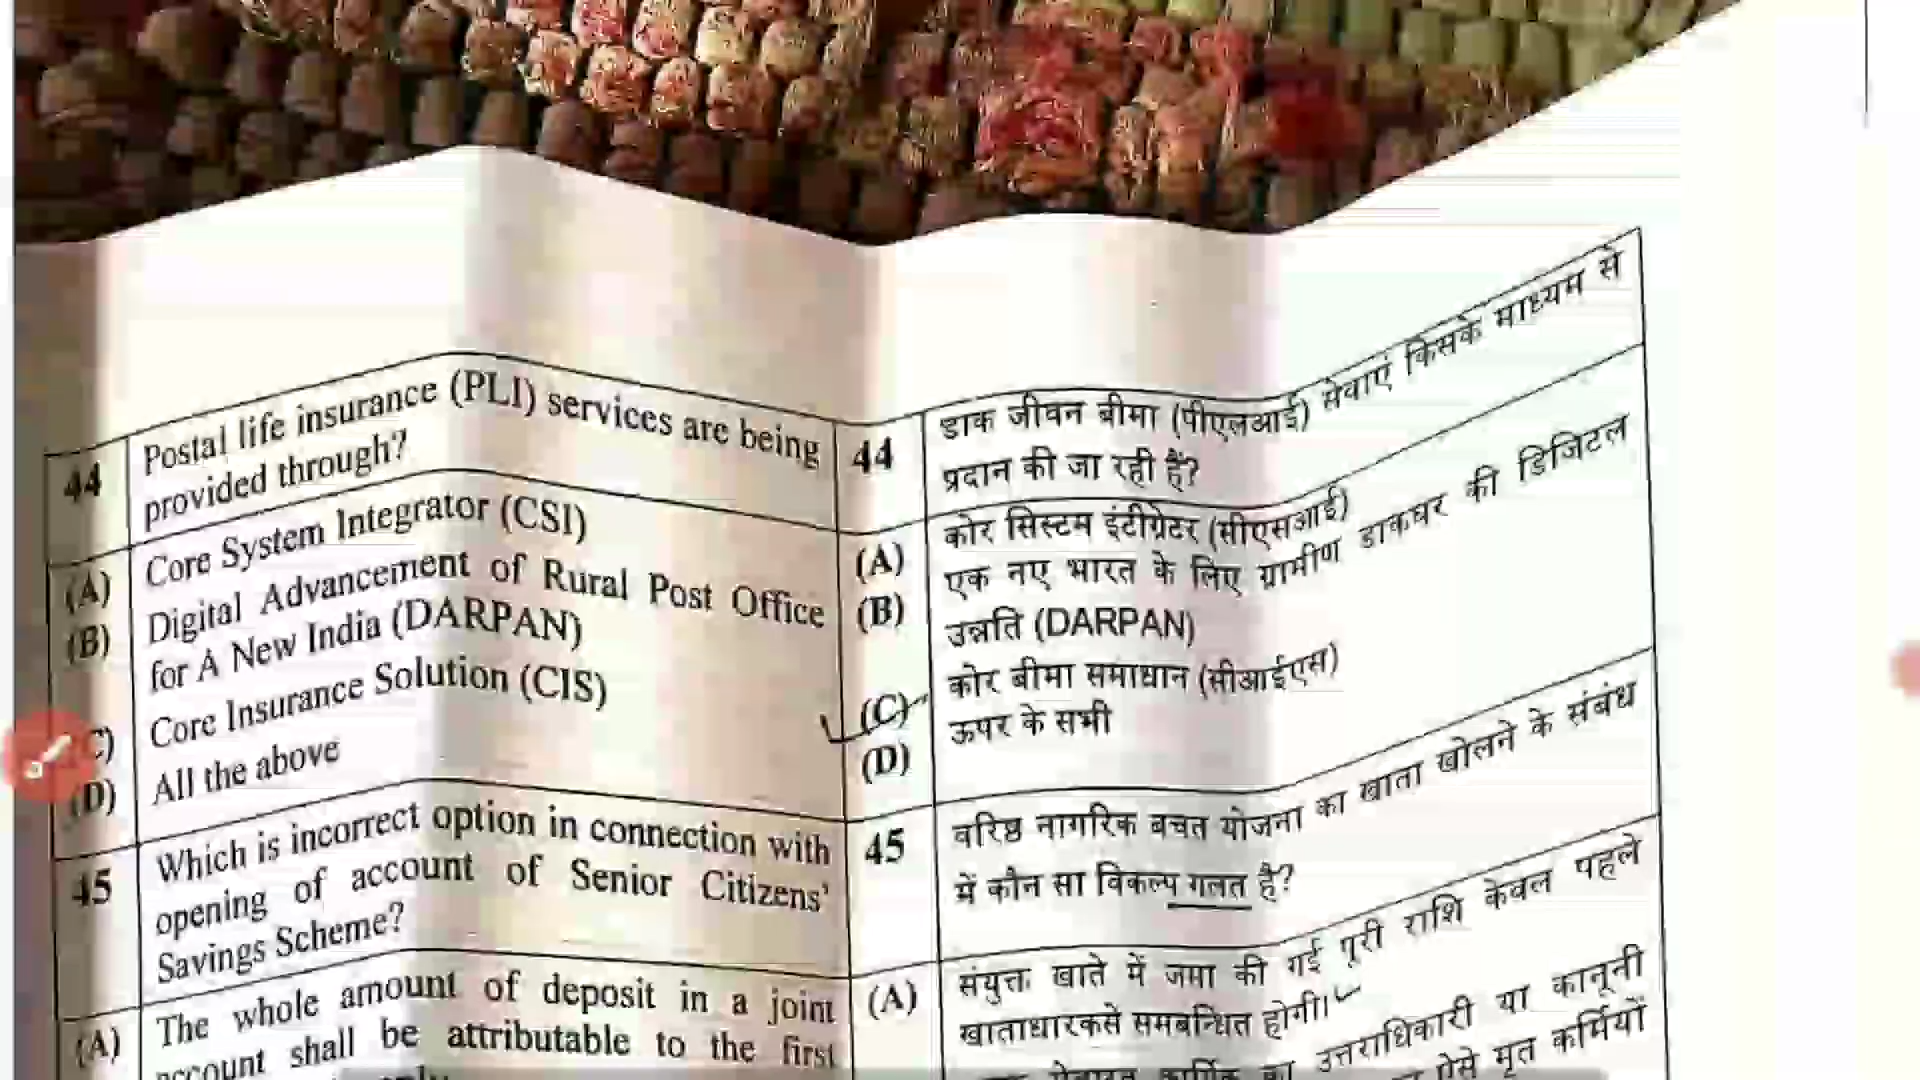 44
Postal life insurance (PLI) services are being
provided through?
(A)
Core System Integrator (CSI)
(B)
Digital Advancement of Rural Post Office
for A New India (DARPAN)
C)
Core Insurance Solution (CIS)
(D)
All the above
45
Which is incorrect option in connection with
opening of account of Senior Citizens'
Savings Scheme?
(A)
The whole amount of deposit in a joint
account shall be attributable to the first
44
डाक जीवन बीमा (पीएलआई) सेवाएं किसके माध्यम से
प्रदान की जा रही हैं?
(A)
कोर सिस्टम इंटीग्रेटर (सीएसआई)
(B)
एक नए भारत के लिए ग्रामीण डाकघर की डिजिटल
उन्नति (DARPAN)
(C)
कोर बीमा समाधान (सीआईएस)
(D)
ऊपर के सभी
45
वरिष्ठ नागरिक बचत योजना का खाता खोलने के संबंध
में कौन सा विकल्प गलत है?
(A)
संयुक्त खाते में जमा की गई पूरी राशि केवल पहले
खाताधारकसे समबन्धित होगी।
का उत्तराधिकारी या कानूनी
ऐसे मृत कर्मियों